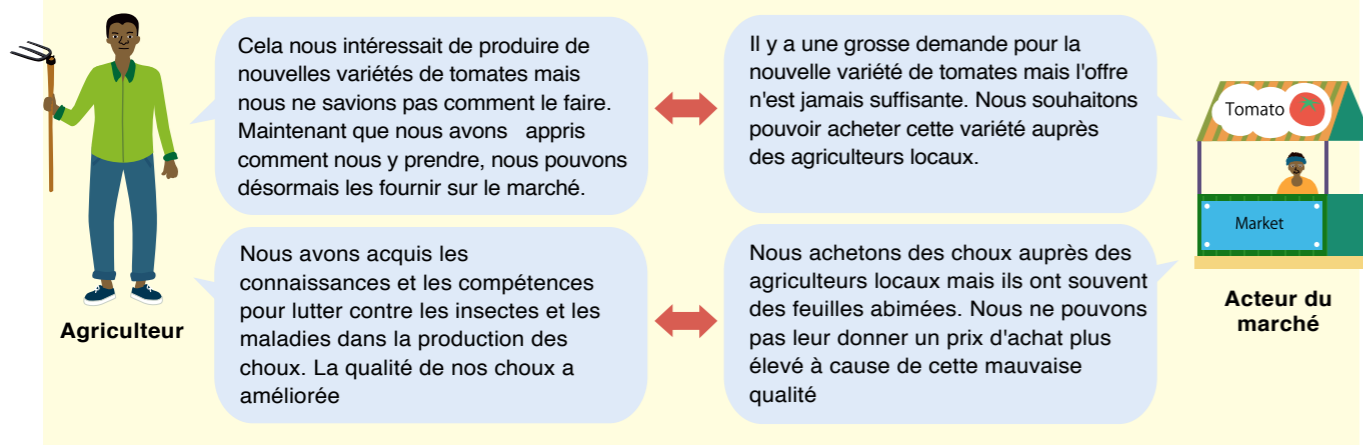 Cela nous intéressait de produire de
nouvelles variétés de tomates mais
nous ne savions pas comment le faire.
Maintenant que nous avons appris
comment nous y prendre, nous pouvons
désormais les fournir sur le marché.
Il y a une grosse demande pour la
nouvelle variété de tomates mais l'offre
n'est jamais suffisante. Nous souhaitons
pouvoir acheter cette variété auprès
des agriculteurs locaux.
Tomato
Market
Nous avons acquis les
connaissances et les compétences
pour lutter contre les insectes et les
maladies dans la production des
choux. La qualité de nos choux a
améliorée
Nous achetons des choux auprès des
agriculteurs locaux mais ils ont souvent
des feuilles abimées. Nous ne pouvons
pas leur donner un prix d'achat plus
élevé à cause de cette mauvaise
qualité
Agriculteur
Acteur du
marché